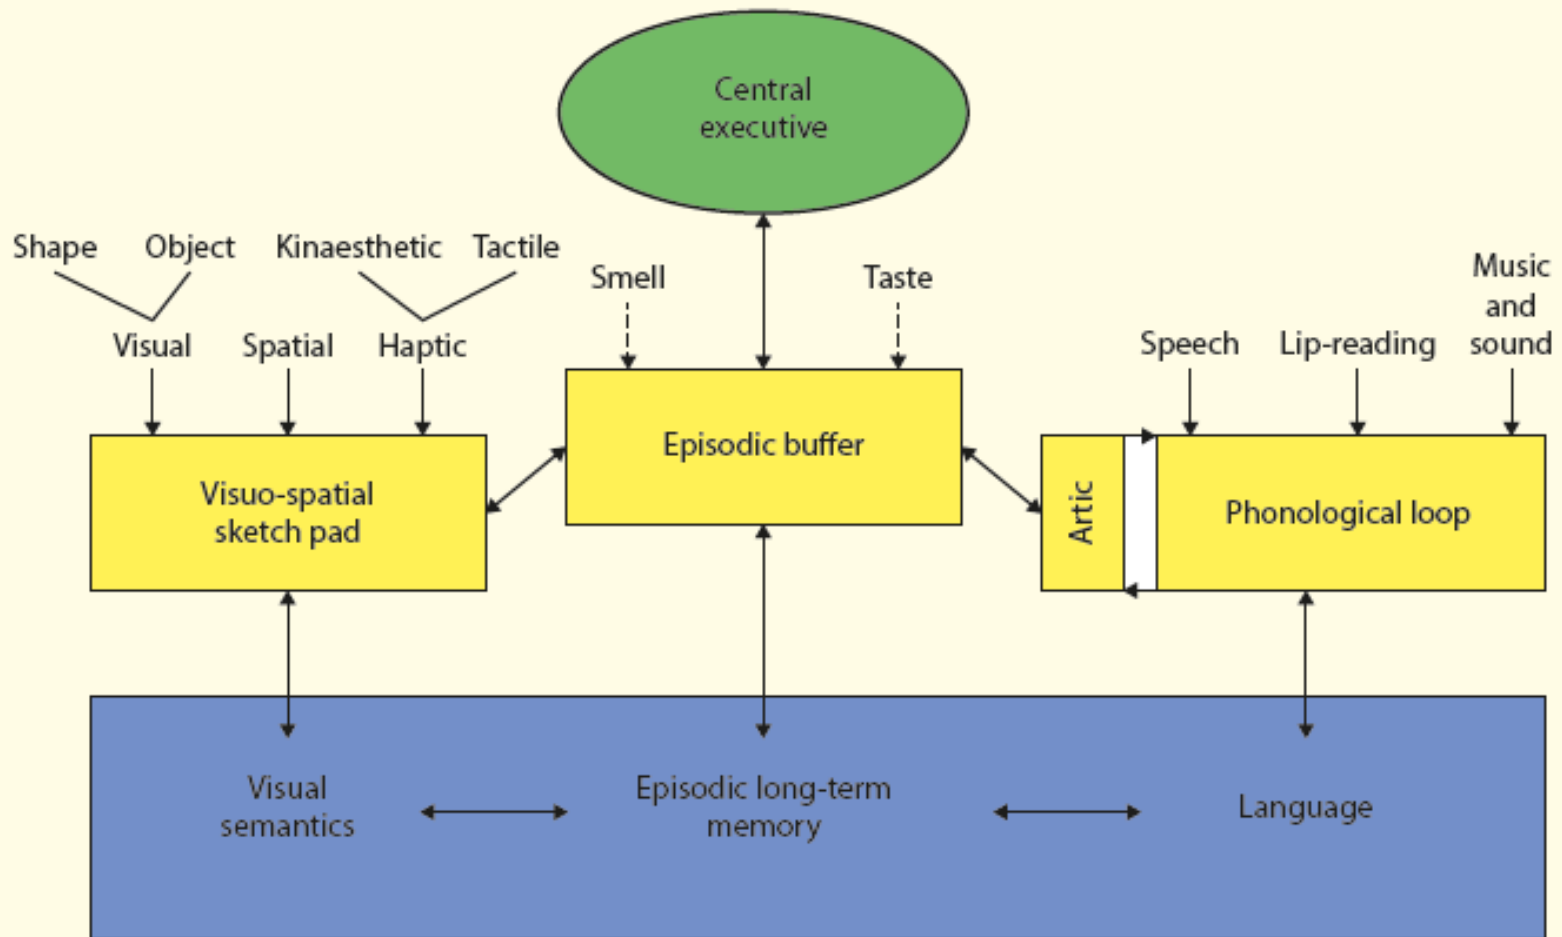 Central
executive
Shape
Object
Kinaesthetic
Tactile
Smell
Taste
Music
and
sound
Visual
Spatial
Haptic
Speech
Lip-reading
Episodic buffer
Visuo-spatial
sketch pad
Artic
Phonological loop
Visual
semantics
Episodic long-term
memory
Language